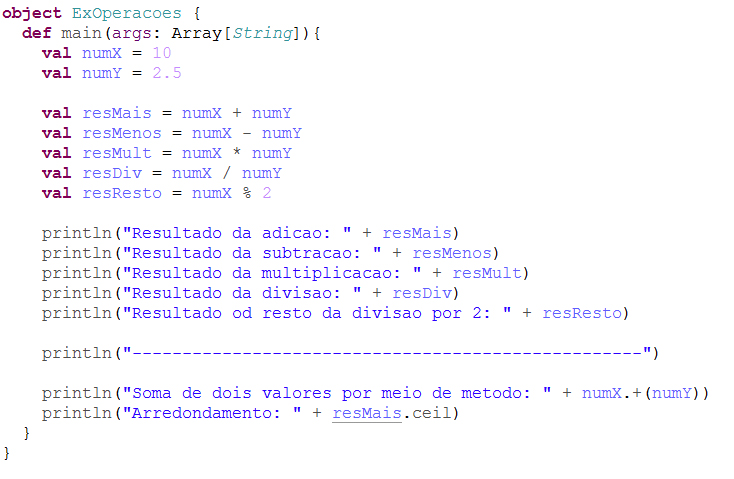 object ExOperacoes {
  def main(args: Array[String]){
    val numX = 10
    val numY = 2.5

    val resMais = numX + numY
    val resMenos = numX - numY
    val resMult = numX * numY
    val resDiv = numX / numY
    val resResto = numX % 2

    println("Resultado da adicao: " + resMais)
    println("Resultado da subtracao: " + resMenos)
    println("Resultado da multiplicacao: " + resMult)
    println("Resultado da divisao: " + resDiv)
    println("Resultado od resto da divisao por 2: " + resResto)

    println("---------------------------------------------------")

    println("Soma de dois valores por meio de metodo: " + numX.+(numY))
    println("Arredondamento: " + resMais.ceil)
  }
}